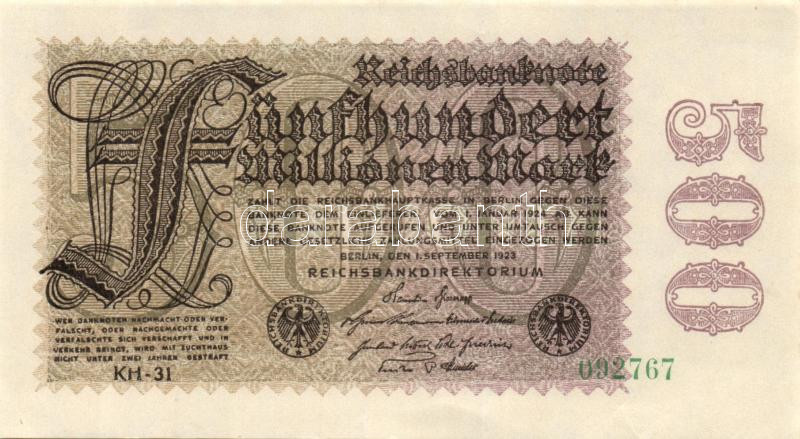 Reichsbanknote
Fünfhundert
Millionen Mark
ZAHLT DIE REICHSBANKHAUPTKASSE IN BERLIN GEGEN DIESE
BANKNOTE DEM EINLIEFERER. VOM 1. JANUAR 1924 AB KANN
DIESE BANKNOTE AUFGERUFEN UND UNTER UMTAUSCH GEGEN
ANDERE GESETZLICHE ZAHLUNGSMITTEL EINGEZOGEN WERDEN
BERLIN, DEN 1. SEPTEMBER 1923
REICHSBANKDIREKTORIUM
WER BANKNOTEN NACHMACHT ODER VER-
FÄLSCHT, ODER NACHGEMACHTE ODER
VERFÄLSCHTE SICH VERSCHAFFT UND IN
VERKEHR BRINGT, WIRD MIT ZUCHTHAUS
NICHT UNTER ZWEI JAHREN BESTRAFT
KH-31
REICHSBANKDIREKTORIUM
REICHSBANKDIREKTORIUM
092767
500
darabanth